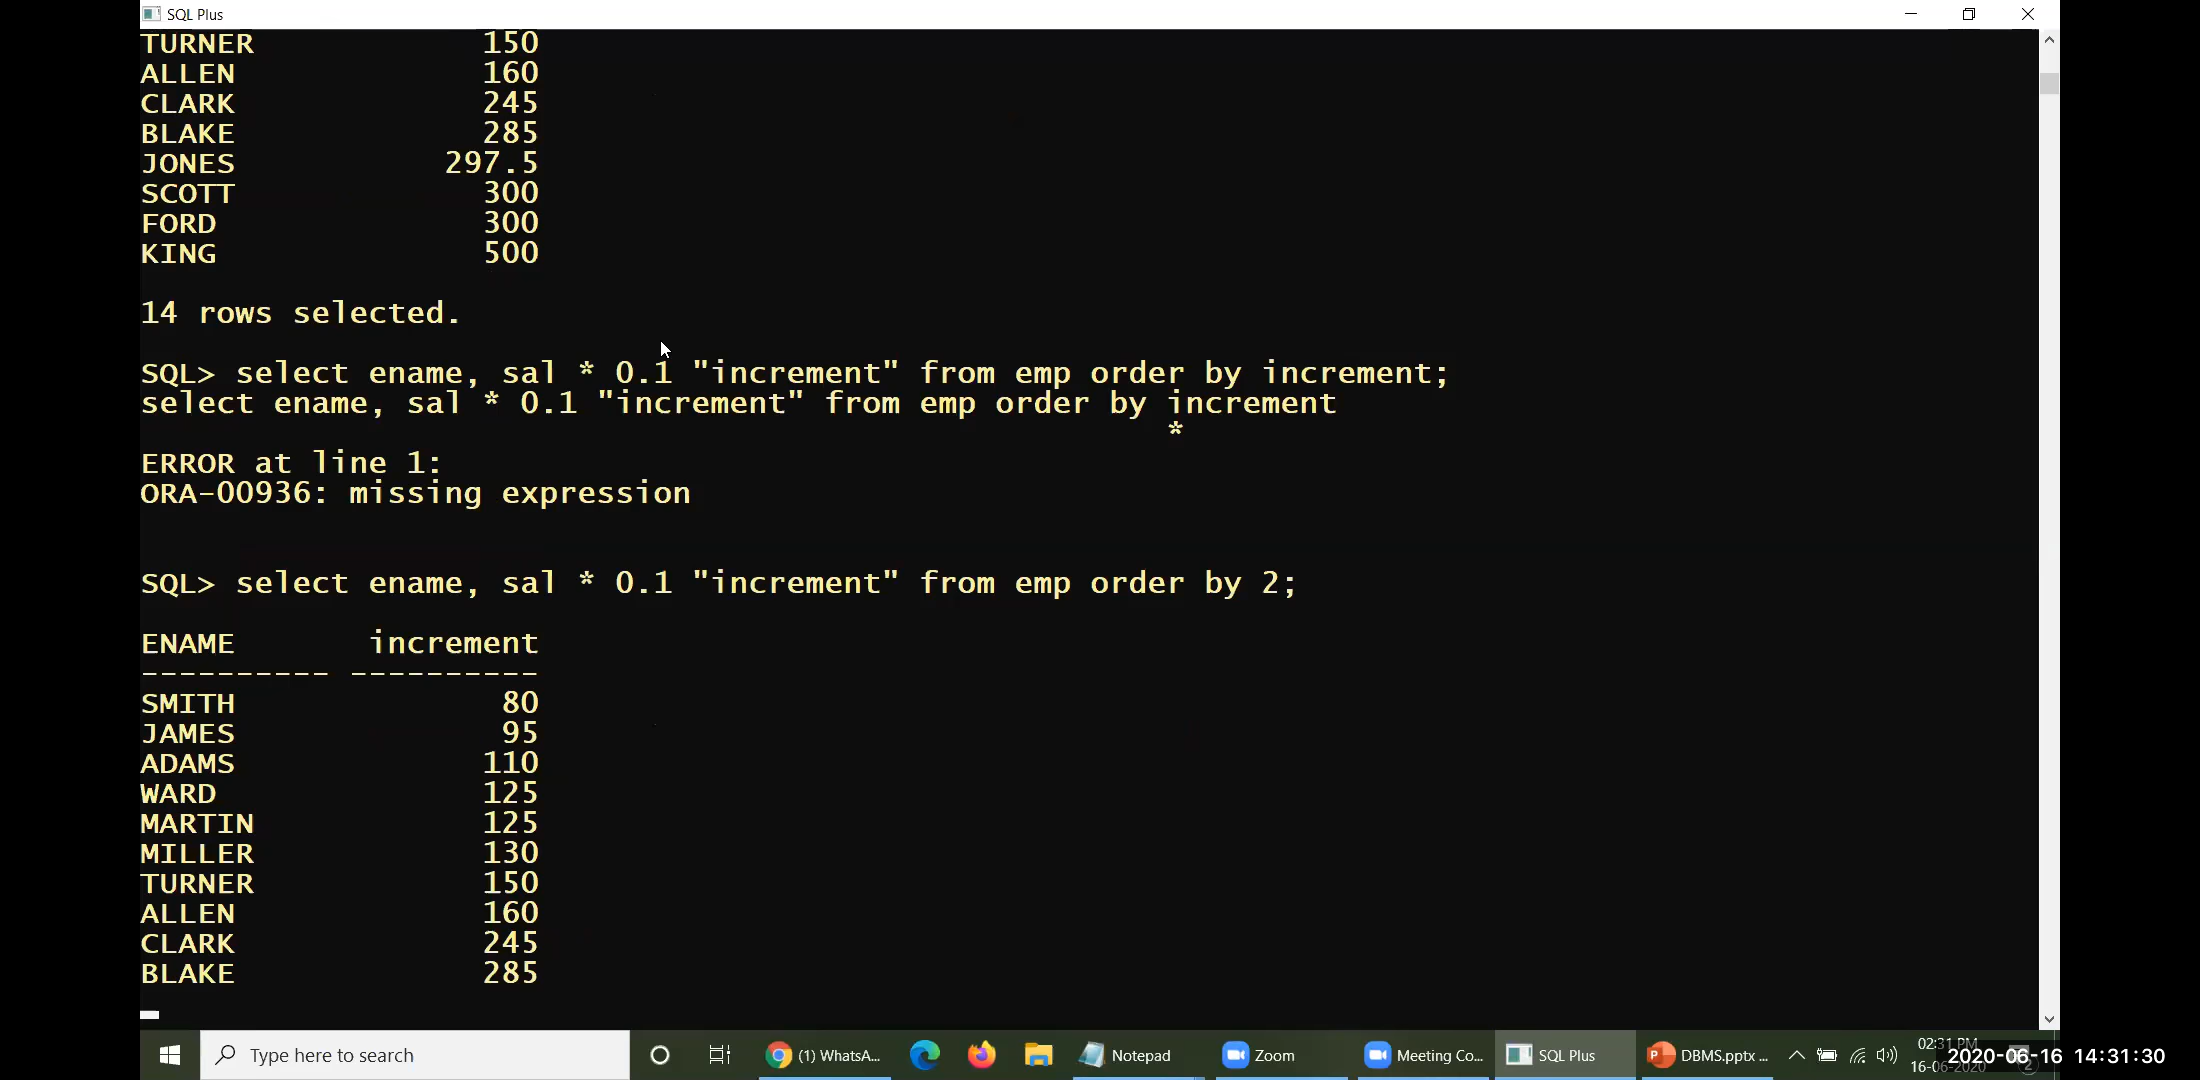 SQL Plus
TURNER 150
ALLEN 160
CLARK 245
BLAKE 285
JONES 297.5
SCOTT 300
FORD 300
KING 500
14 rows selected.
SQL> select ename, sal * 0.1 "increment" from emp order by increment;
select ename, sal * 0.1 "increment" from emp order by increment
*
ERROR at line 1:
ORA-00936: missing expression
SQL> select ename, sal * 0.1 "increment" from emp order by 2;
ENAME increment
---------- ----------
SMITH 80
JAMES 95
ADAMS 110
WARD 125
MARTIN 125
MILLER 130
TURNER 150
ALLEN 160
CLARK 245
BLAKE 285
Type here to search
(1) WhatsA...
Notepad
Zoom
Meeting Co...
SQL Plus
DBMS.pptx ...
02:31 PM
16-06-2020
2
2020-06-16 14:31:30